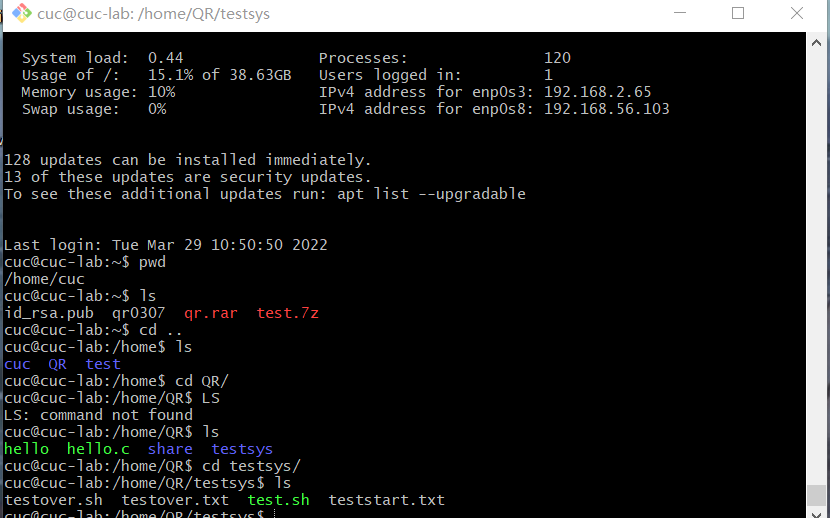 cuc@cuc-lab: /home/QR/testsys
System load: 0.44 Processes: 120
Usage of /: 15.1% of 38.63GB Users logged in: 1
Memory usage: 10% IPv4 address for enp0s3: 192.168.2.65
Swap usage: 0% IPv4 address for enp0s8: 192.168.56.103
128 updates can be installed immediately.
13 of these updates are security updates.
To see these additional updates run: apt list --upgradable
Last login: Tue Mar 29 10:50:50 2022
cuc@cuc-lab:~$ pwd
/home/cuc
cuc@cuc-lab:~$ ls
id_rsa.pub qr0307 qr.rar test.7z
cuc@cuc-lab:~$ cd ..
cuc@cuc-lab:/home$ ls
cuc QR test
cuc@cuc-lab:/home$ cd QR/
cuc@cuc-lab:/home/QR$ LS
LS: command not found
cuc@cuc-lab:/home/QR$ ls
hello hello.c share testsys
cuc@cuc-lab:/home/QR$ cd testsys/
cuc@cuc-lab:/home/QR/testsys$ ls
testover.sh testover.txt test.sh teststart.txt
cuc@cuc-lab:/home/QR/testsys$